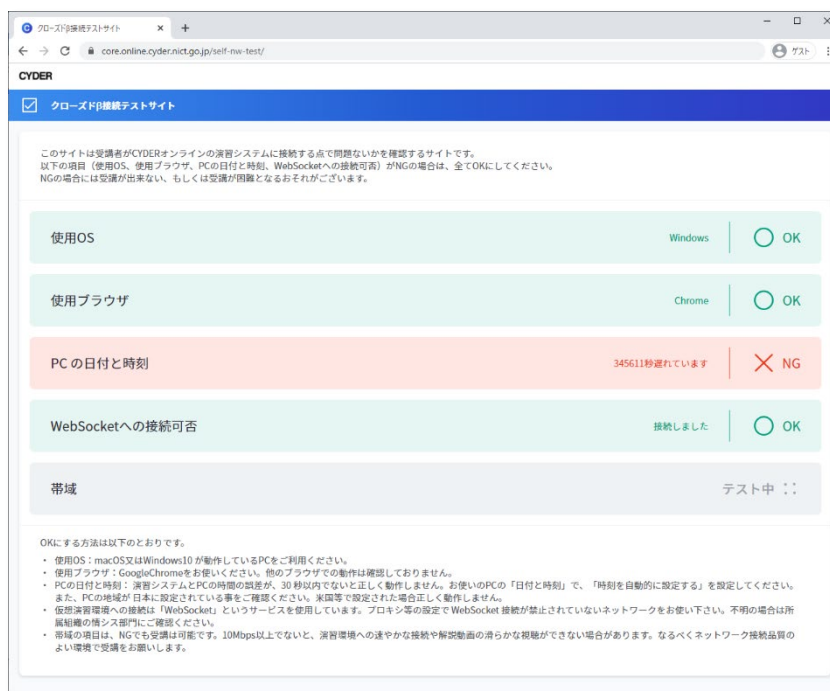 クローズドβ接続テストサイト
core.online.cyder.nict.go.jp/self-nw-test/
ゲスト
CYDER
クローズドβ接続テストサイト
このサイトは受講者がCYDERオンラインの演習システムに接続する点で問題ないかを確認するサイトです。
以下の項目（使用OS、使用ブラウザ、PCの日付と時刻、WebSocketへの接続可否）がNGの場合は、全てOKにしてください。
NGの場合には受講が出来ない、もしくは受講が困難となるおそれがございます。
使用OS Windows OK
使用ブラウザ Chrome OK
PC の日付と時刻 345611秒遅れています NG
WebSocketへの接続可否 接続しました OK
帯域 テスト中
OKにする方法は以下のとおりです。
・ 使用OS：macOS又はWindows10 が動作しているPCをご利用ください。
・ 使用ブラウザ：GoogleChromeをお使いください。他のブラウザでの動作は確認しておりません。
・ PCの日付と時刻： 演習システムとPCの時間の誤差が、30 秒以内でないと正しく動作しません。お使いのPCの「日付と時刻」で、「時刻を自動的に設定する」を設定してください。
また、PCの地域が 日本に設定されている事をご確認ください。米国等で設定された場合正しく動作しません。
・ 仮想演習環境への接続は「WebSocket」というサービスを使用しています。プロキシ等の設定で WebSocket 接続が禁止されていないネットワークをお使い下さい。不明の場合は所
属組織の情シス部門にご確認ください。
・ 帯域の項目は、NGでも受講は可能です。10Mbps以上でないと、演習環境への速やかな接続や解説動画の滑らかな視聴ができない場合があります。なるべくネットワーク接続品質の
よい環境で受講をお願いします。